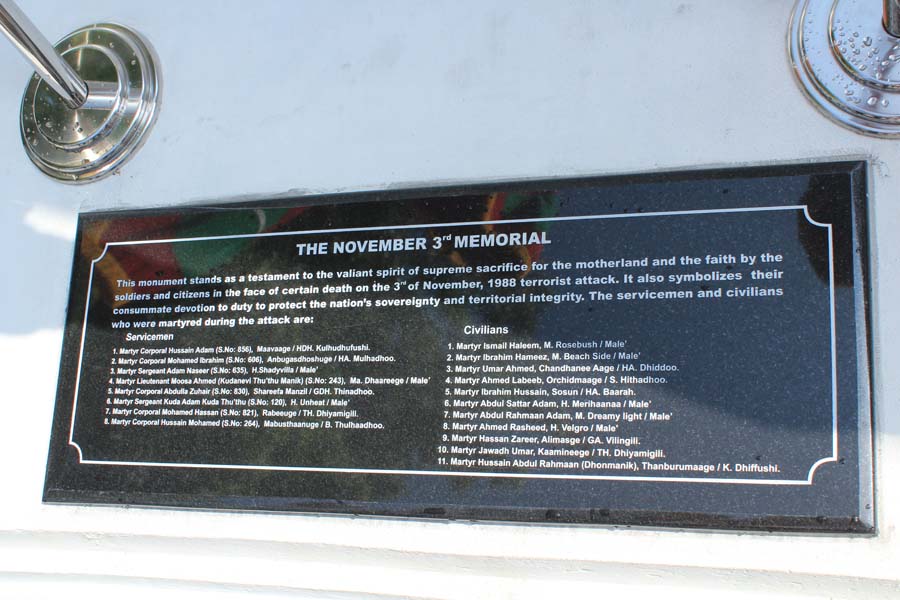 THE NOVEMBER 3rd MEMORIAL
This monument stands as a testament to the valiant spirit of supreme sacrifice for the motherland and the faith by the
soldiers and citizens in the face of certain death on the 3rd of November, 1988 terrorist attack. It also symbolizes their
consummate devotion to duty to protect the nation's sovereignty and territorial integrity. The servicemen and civilians
who were martyred during the attack are:
Servicemen
1. Martyr Corporal Hussain Adam (S.No: 856), Maavaage / HDH. Kulhudhufushi.
2. Martyr Corporal Mohamed Ibrahim (S.No: 606), Anbugasdhoshuge / HA. Mulhadhoo.
3. Martyr Sergeant Adam Naseer (S.No: 635), H.Shadyvilla / Male'
4. Martyr Lieutenant Moosa Ahmed (Kudanevi Thu'thu Manik) (S.No: 243), Ma. Dhaareege / Male'
5. Martyr Corporal Abdulla Zuhair (S.No: 830), Shareefa Manzil / GDH. Thinadhoo.
6. Martyr Sergeant Kuda Adam Kuda Thu'thu (S.No: 120), H. Unheat / Male'
7. Martyr Corporal Mohamed Hassan (S.No: 821), Rabeeuge / TH. Dhiyamigili.
8. Martyr Corporal Hussain Mohamed (S.No: 264), Mabusthaanuge / B. Thulhaadhoo.
Civilians
1. Martyr Ismail Haleem, M. Rosebush / Male'
2. Martyr Ibrahim Hameez, M. Beach Side / Male'
3. Martyr Umar Ahmed, Chandhanee Aage / HA. Dhiddoo.
4. Martyr Ahmed Labeeb, Orchidmaage / S. Hithadhoo.
5. Martyr Ibrahim Hussain, Sosun / HA. Baarah.
6. Martyr Abdul Sattar Adam, H. Merihaanaa / Male'
7. Martyr Abdul Rahmaan Adam, M. Dreamy light / Male'
8. Martyr Ahmed Rasheed, H. Velgro / Male'
9. Martyr Hassan Zareer, Alimasge / GA. Vilingili.
10. Martyr Jawadh Umar, Kaamineege / TH. Dhiyamigili.
11. Martyr Hussain Abdul Rahmaan (Dhonmanik), Thanburumaage / K. Dhiffushi.